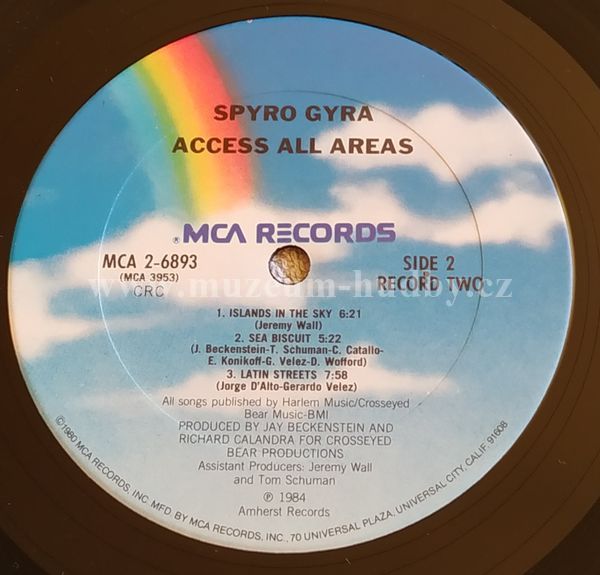 SPYRO GYRA
ACCESS ALL AREAS
®MCA RECORDS
MCA 2-6893
(MCA 3953)
CRC
SIDE 2
RECORD TWO
www.muzeum-hudby.cz
1. ISLANDS IN THE SKY 6:21
(Jeremy Wall)
2. SEA BISCUIT 5:22
(J. Beckenstein-T. Schuman-C. Catallo-
E. Konikoff-G. Velez-D. Wofford)
3. LATIN STREETS 7:58
(Jorge D'Alto-Gerardo Velez)
All songs published by Harlem Music/Crosseyed
Bear Music-BMI
PRODUCED BY JAY BECKENSTEIN AND
RICHARD CALANDRA FOR CROSSEYED
BEAR PRODUCTIONS
Assistant Producers: Jeremy Wall
and Tom Schuman
℗ 1984
Amherst Records
©1980 MCA RECORDS, INC. MFD. BY MCA RECORDS, INC., 70 UNIVERSAL PLAZA, UNIVERSAL CITY, CALIF. 91608